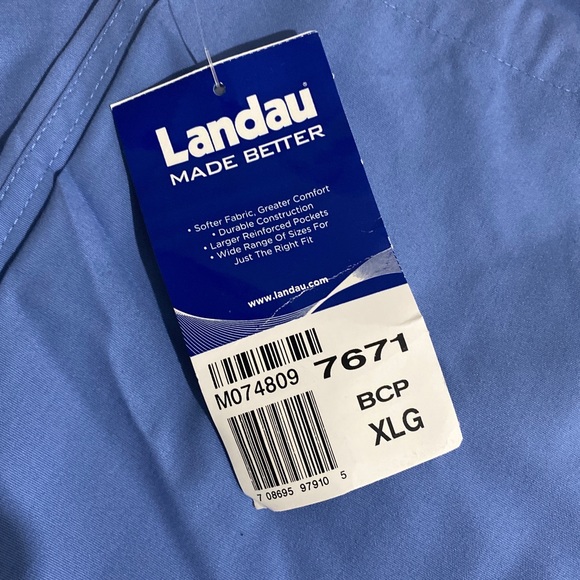 Landau®
MADE BETTER
• Softer Fabric, Greater Comfort
• Durable Construction
• Larger Reinforced Pockets
• Wide Range Of Sizes For
Just The Right Fit
www.landau.com
M074809 7671
BCP
XLG
7 08695 97910 5